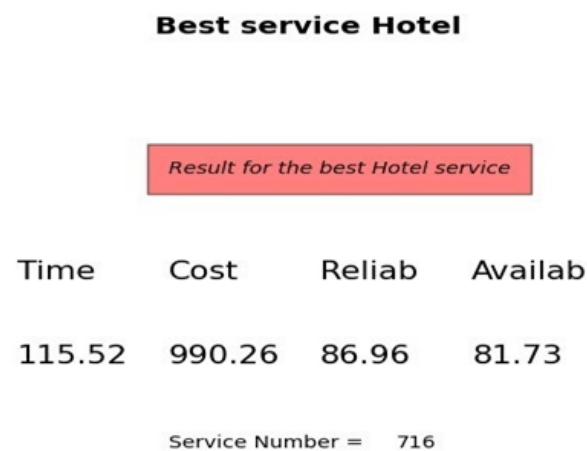 Best service Hotel
Result for the best Hotel service
Time Cost Reliab Availab
115.52 990.26 86.96 81.73
Service Number = 716